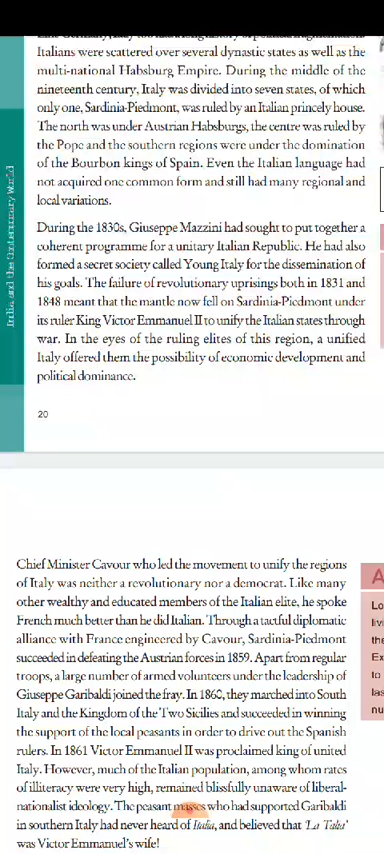 Italians were scattered over several dynastic states as well as the
multi-national Habsburg Empire. During the middle of the
nineteenth century, Italy was divided into seven states, of which
only one, Sardinia-Piedmont, was ruled by an Italian princely house.
The north was under Austrian Habsburgs, the centre was ruled by
the Pope and the southern regions were under the domination
of the Bourbon kings of Spain. Even the Italian language had
not acquired one common form and still had many regional and
local variations.
During the 1830s, Giuseppe Mazzini had sought to put together a
coherent programme for a unitary Italian Republic. He had also
formed a secret society called Young Italy for the dissemination of
his goals. The failure of revolutionary uprisings both in 1831 and
1848 meant that the mantle now fell on Sardinia-Piedmont under
its ruler King Victor Emmanuel II to unify the Italian states through
war. In the eyes of the ruling elites of this region, a unified
Italy offered them the possibility of economic development and
political dominance.
India and the Contemporary World
20
Chief Minister Cavour who led the movement to unify the regions
of Italy was neither a revolutionary nor a democrat. Like many
other wealthy and educated members of the Italian elite, he spoke
French much better than he did Italian. Through a tactful diplomatic
alliance with France engineered by Cavour, Sardinia-Piedmont
succeeded in defeating the Austrian forces in 1859. Apart from regular
troops, a large number of armed volunteers under the leadership of
Giuseppe Garibaldi joined the fray. In 1860, they marched into South
Italy and the Kingdom of the Two Sicilies and succeeded in winning
the support of the local peasants in order to drive out the Spanish
rulers. In 1861 Victor Emmanuel II was proclaimed king of united
Italy. However, much of the Italian population, among whom rates
of illiteracy were very high, remained blissfully unaware of liberal-
nationalist ideology. The peasant masses who had supported Garibaldi
in southern Italy had never heard of Italia, and believed that ‘La Talia’
was Victor Emmanuel’s wife!
A
Lo
livi
the
Ex
to
las
nu